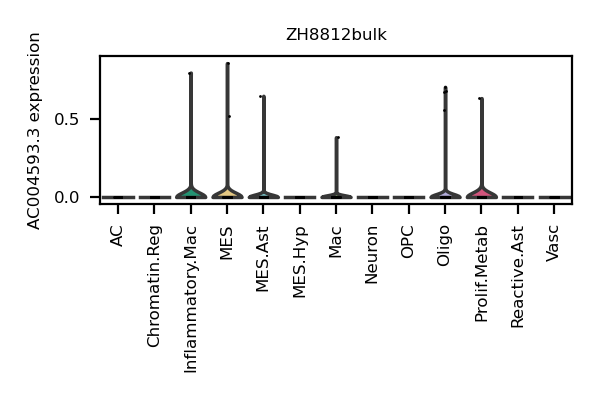 ZH8812bulk
AC004593.3 expression
0.5
0.0
AC
Chromatin.Reg
Inflammatory.Mac
MES
MES.Ast
MES.Hyp
Mac
Neuron
OPC
Oligo
Prolif.Metab
Reactive.Ast
Vasc